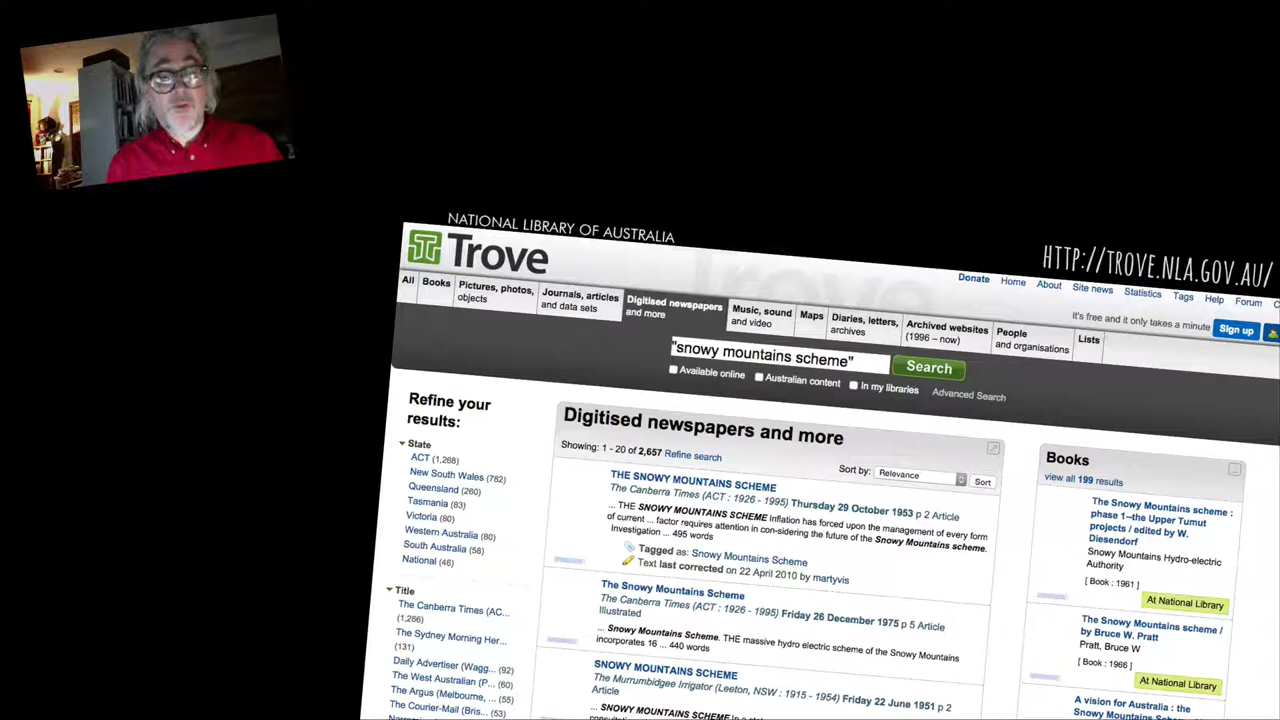 NATIONAL LIBRARY OF AUSTRALIA
Trove
HTTP://TROVE.NLA.GOV.AU/
Donate Home About Site news Statistics Tags Help Forum
It's free and it only takes a minute Sign up
All
Books
Pictures, photos,
objects
Journals, articles
and data sets
Digitised newspapers
and more
Music, sound
and video
Maps
Diaries, letters,
archives
Archived websites
(1996 – now)
People
and organisations
Lists
"snowy mountains scheme" Search
Available online Australian content In my libraries Advanced Search
Refine your
results:
State
ACT (1,268)
New South Wales (782)
Queensland (260)
Tasmania (83)
Victoria (80)
Western Australia (80)
South Australia (58)
National (46)
Title
The Canberra Times (AC...
(1,266)
The Sydney Morning Her...
(131)
Daily Advertiser (Wagg... (92)
The West Australian (P... (60)
The Argus (Melbourne, ... (55)
The Courier-Mail (Bris... (53)
Digitised newspapers and more
Showing: 1 - 20 of 2,657 Refine search
Sort by: Relevance Sort
THE SNOWY MOUNTAINS SCHEME
The Canberra Times (ACT : 1926 - 1995) Thursday 29 October 1953 p 2 Article
... THE SNOWY MOUNTAINS SCHEME Inflation has forced upon the management of every form
of current ... factor requires attention in con-sidering the future of the Snowy Mountains scheme.
Investigation ... 495 words
Tagged as: Snowy Mountains Scheme
Text last corrected on 22 April 2010 by martyvis
The Snowy Mountains Scheme
The Canberra Times (ACT : 1926 - 1995) Friday 26 December 1975 p 5 Article
Illustrated
... Snowy Mountains Scheme. THE massive hydro electric scheme of the Snowy Mountains
incorporates 16 ... 440 words
SNOWY MOUNTAINS SCHEME
The Murrumbidgee Irrigator (Leeton, NSW : 1915 - 1954) Friday 22 June 1951 p 2
Article
Books
view all 199 results
The Snowy Mountains scheme :
phase 1--the Upper Tumut
projects / edited by W.
Diesendorf
Snowy Mountains Hydro-electric
Authority
[ Book : 1961 ]
At National Library
The Snowy Mountains scheme /
by Bruce W. Pratt
Pratt, Bruce W
[ Book : 1966 ]
At National Library
A vision for Australia : the